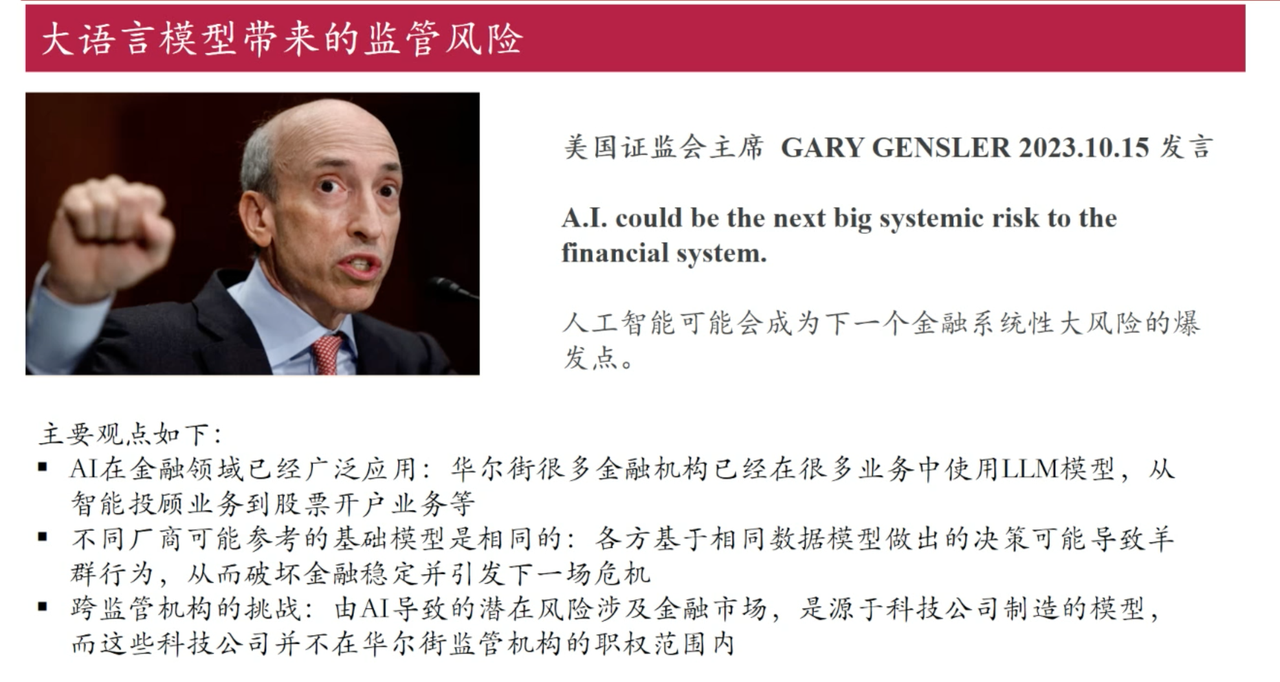 大语言模型带来的监管风险
美国证监会主席 GARY GENSLER 2023.10.15 发言
A.I. could be the next big systemic risk to the
financial system.
人工智能可能会成为下一个金融系统性大风险的爆
发点。
主要观点如下：
▪ AI在金融领域已经广泛应用：华尔街很多金融机构已经在很多业务中使用LLM模型，从
智能投顾业务到股票开户业务等
▪ 不同厂商可能参考的基础模型是相同的：各方基于相同数据模型做出的决策可能导致羊
群行为，从而破坏金融稳定并引发下一场危机
▪ 跨监管机构的挑战：由AI导致的潜在风险涉及金融市场，是源于科技公司制造的模型，
而这些科技公司并不在华尔街监管机构的职权范围内